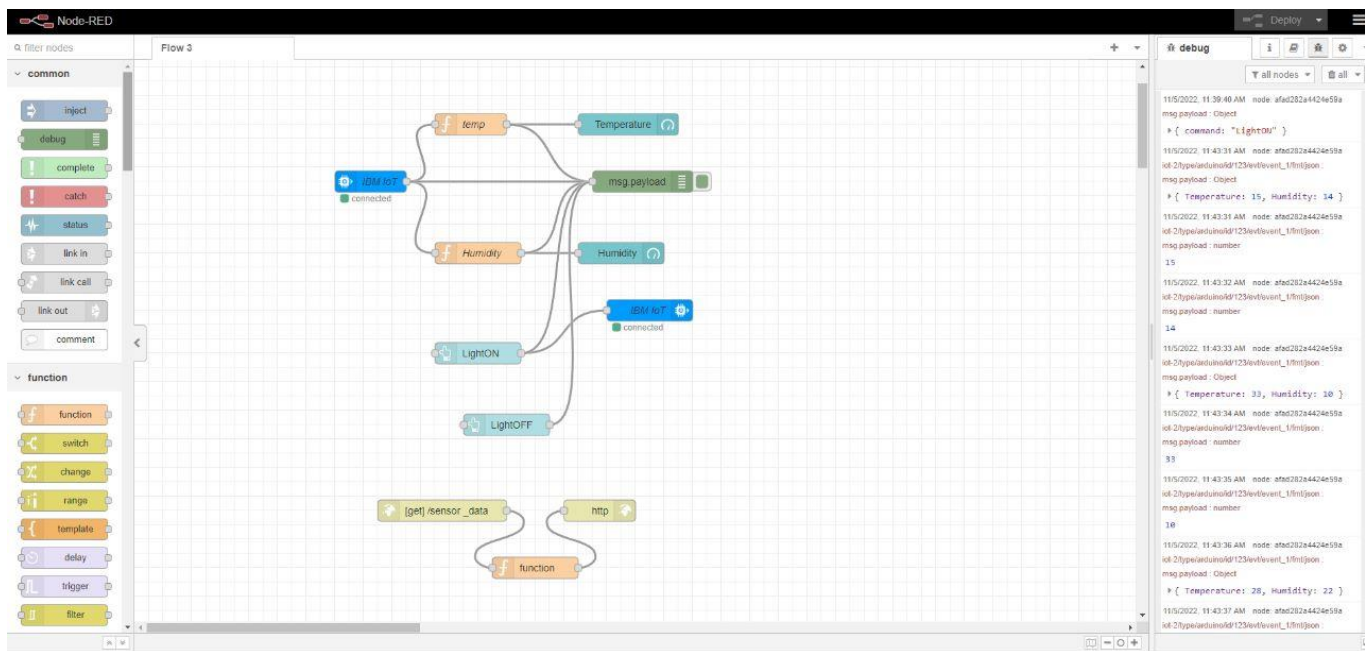 Node-RED
Deploy
filter nodes
Flow 3
debug
i
all nodes
all
common
inject
debug
complete
catch
status
link in
link call
link out
comment
function
function
switch
change
range
template
delay
trigger
filter
temp
Temperature
IBM IoT
connected
msg.payload
Humidity
Humidity
IBM IoT
connected
LightON
LightOFF
[get] /sensor _data
http
function
11/5/2022, 11:39:40 AM node: afad282a4424e59a
msg.payload : Object
{ command: "LightON" }
11/5/2022, 11:43:31 AM node: afad282a4424e59a
iot-2/type/arduino/id/123/evt/event_1/fmt/json :
msg.payload : Object
{ Temperature: 15, Humidity: 14 }
11/5/2022, 11:43:31 AM node: afad282a4424e59a
iot-2/type/arduino/id/123/evt/event_1/fmt/json :
msg.payload : number
15
11/5/2022, 11:43:32 AM node: afad282a4424e59a
iot-2/type/arduino/id/123/evt/event_1/fmt/json :
msg.payload : number
14
11/5/2022, 11:43:33 AM node: afad282a4424e59a
iot-2/type/arduino/id/123/evt/event_1/fmt/json :
msg.payload : Object
{ Temperature: 33, Humidity: 10 }
11/5/2022, 11:43:34 AM node: afad282a4424e59a
iot-2/type/arduino/id/123/evt/event_1/fmt/json :
msg.payload : number
33
11/5/2022, 11:43:35 AM node: afad282a4424e59a
iot-2/type/arduino/id/123/evt/event_1/fmt/json :
msg.payload : number
10
11/5/2022, 11:43:36 AM node: afad282a4424e59a
iot-2/type/arduino/id/123/evt/event_1/fmt/json :
msg.payload : Object
{ Temperature: 28, Humidity: 22 }
11/5/2022, 11:43:37 AM node: afad282a4424e59a
iot-2/type/arduino/id/123/evt/event_1/fmt/json :